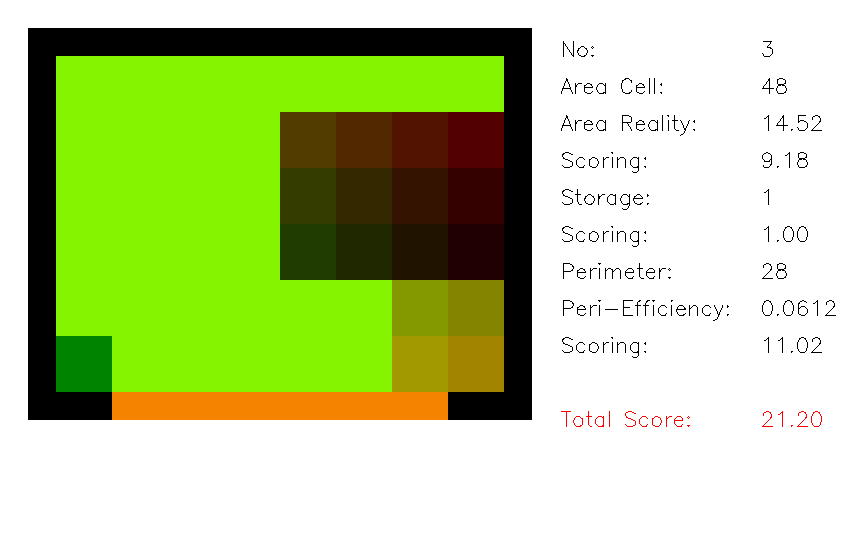 No: 3
Area Cell: 48
Area Reality: 14.52
Scoring: 9.18
Storage: 1
Scoring: 1.00
Perimeter: 28
Peri-Efficiency: 0.0612
Scoring: 11.02
Total Score: 21.20